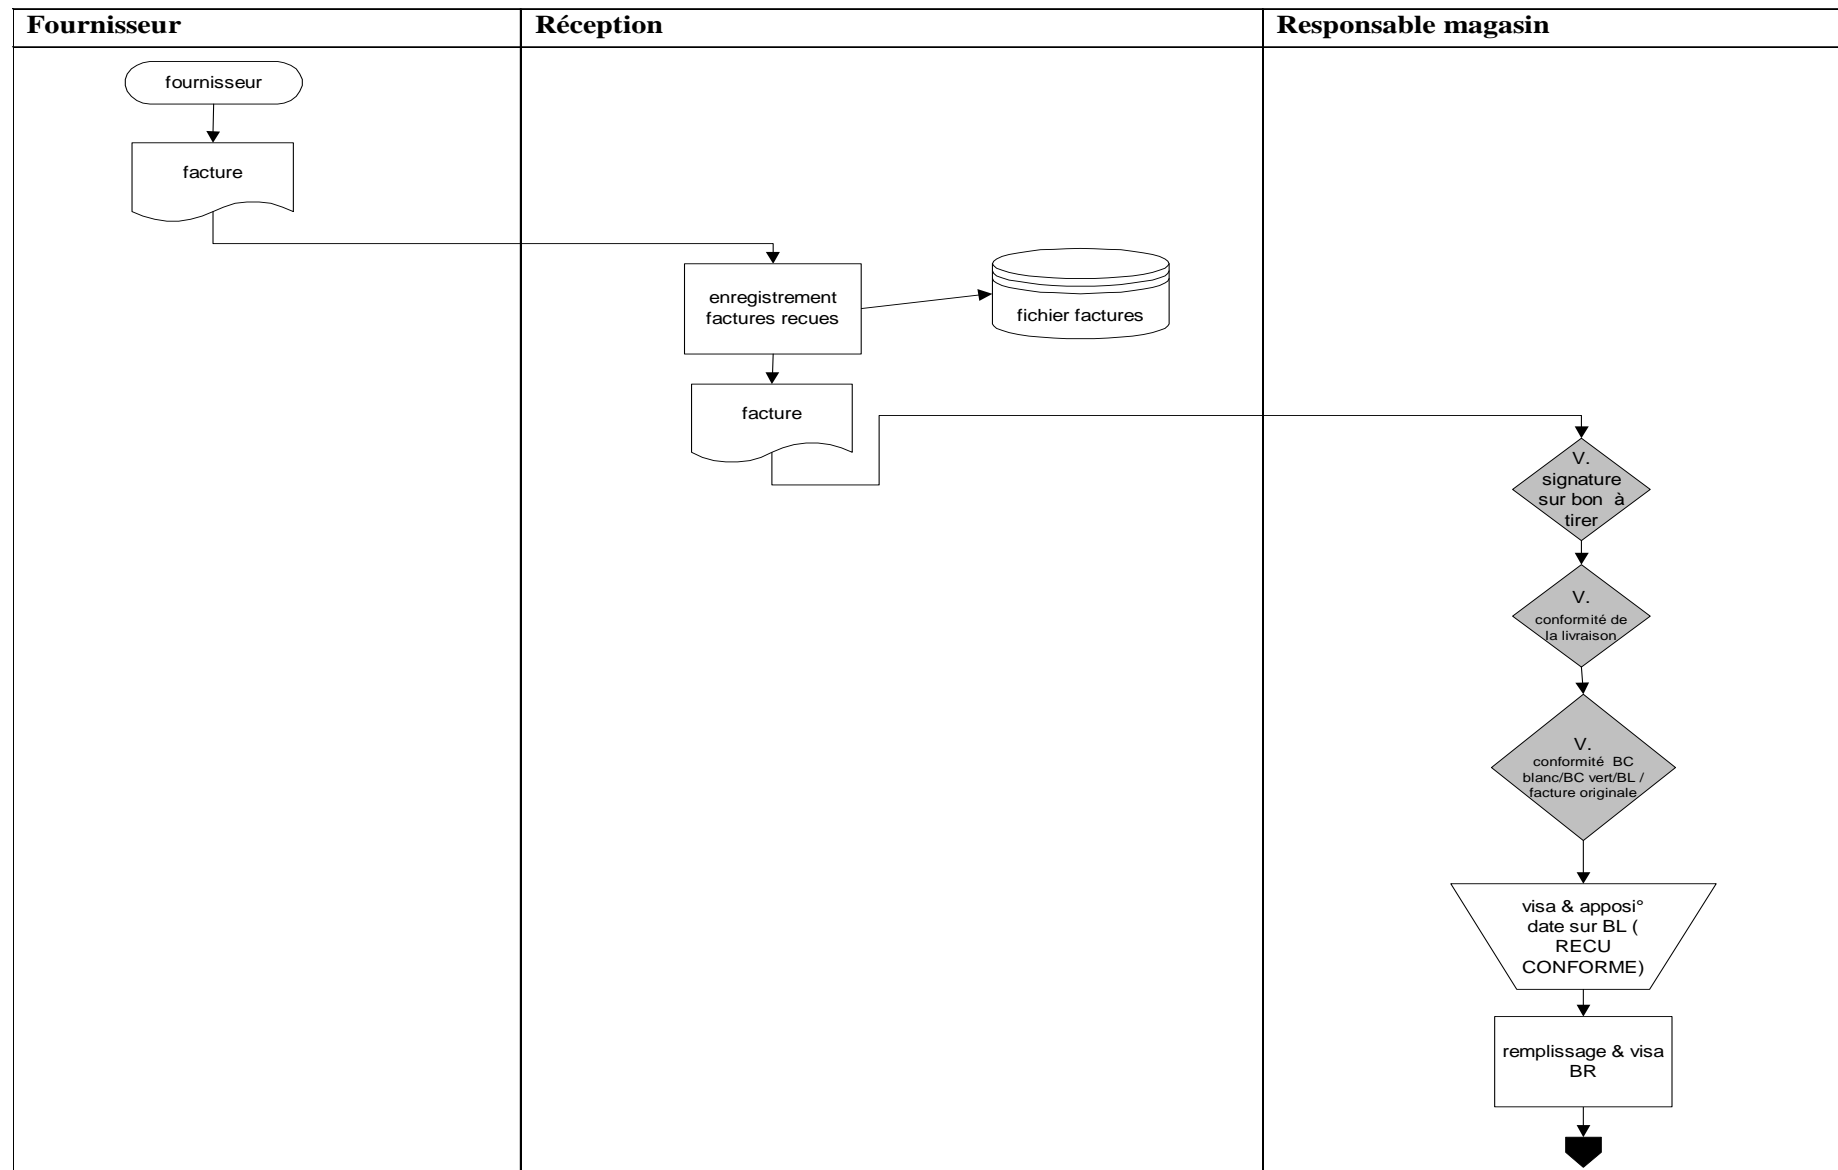 Fournisseur
Réception
Responsable magasin
fournisseur
facture
enregistrement
factures recues
fichier factures
facture
V.
signature
sur bon à
tirer
V.
conformité de
la livraison
V.
conformité BC
blanc/BC vert/BL /
facture originale
visa & apposi°
date sur BL (
RECU
CONFORME)
remplissage & visa
BR